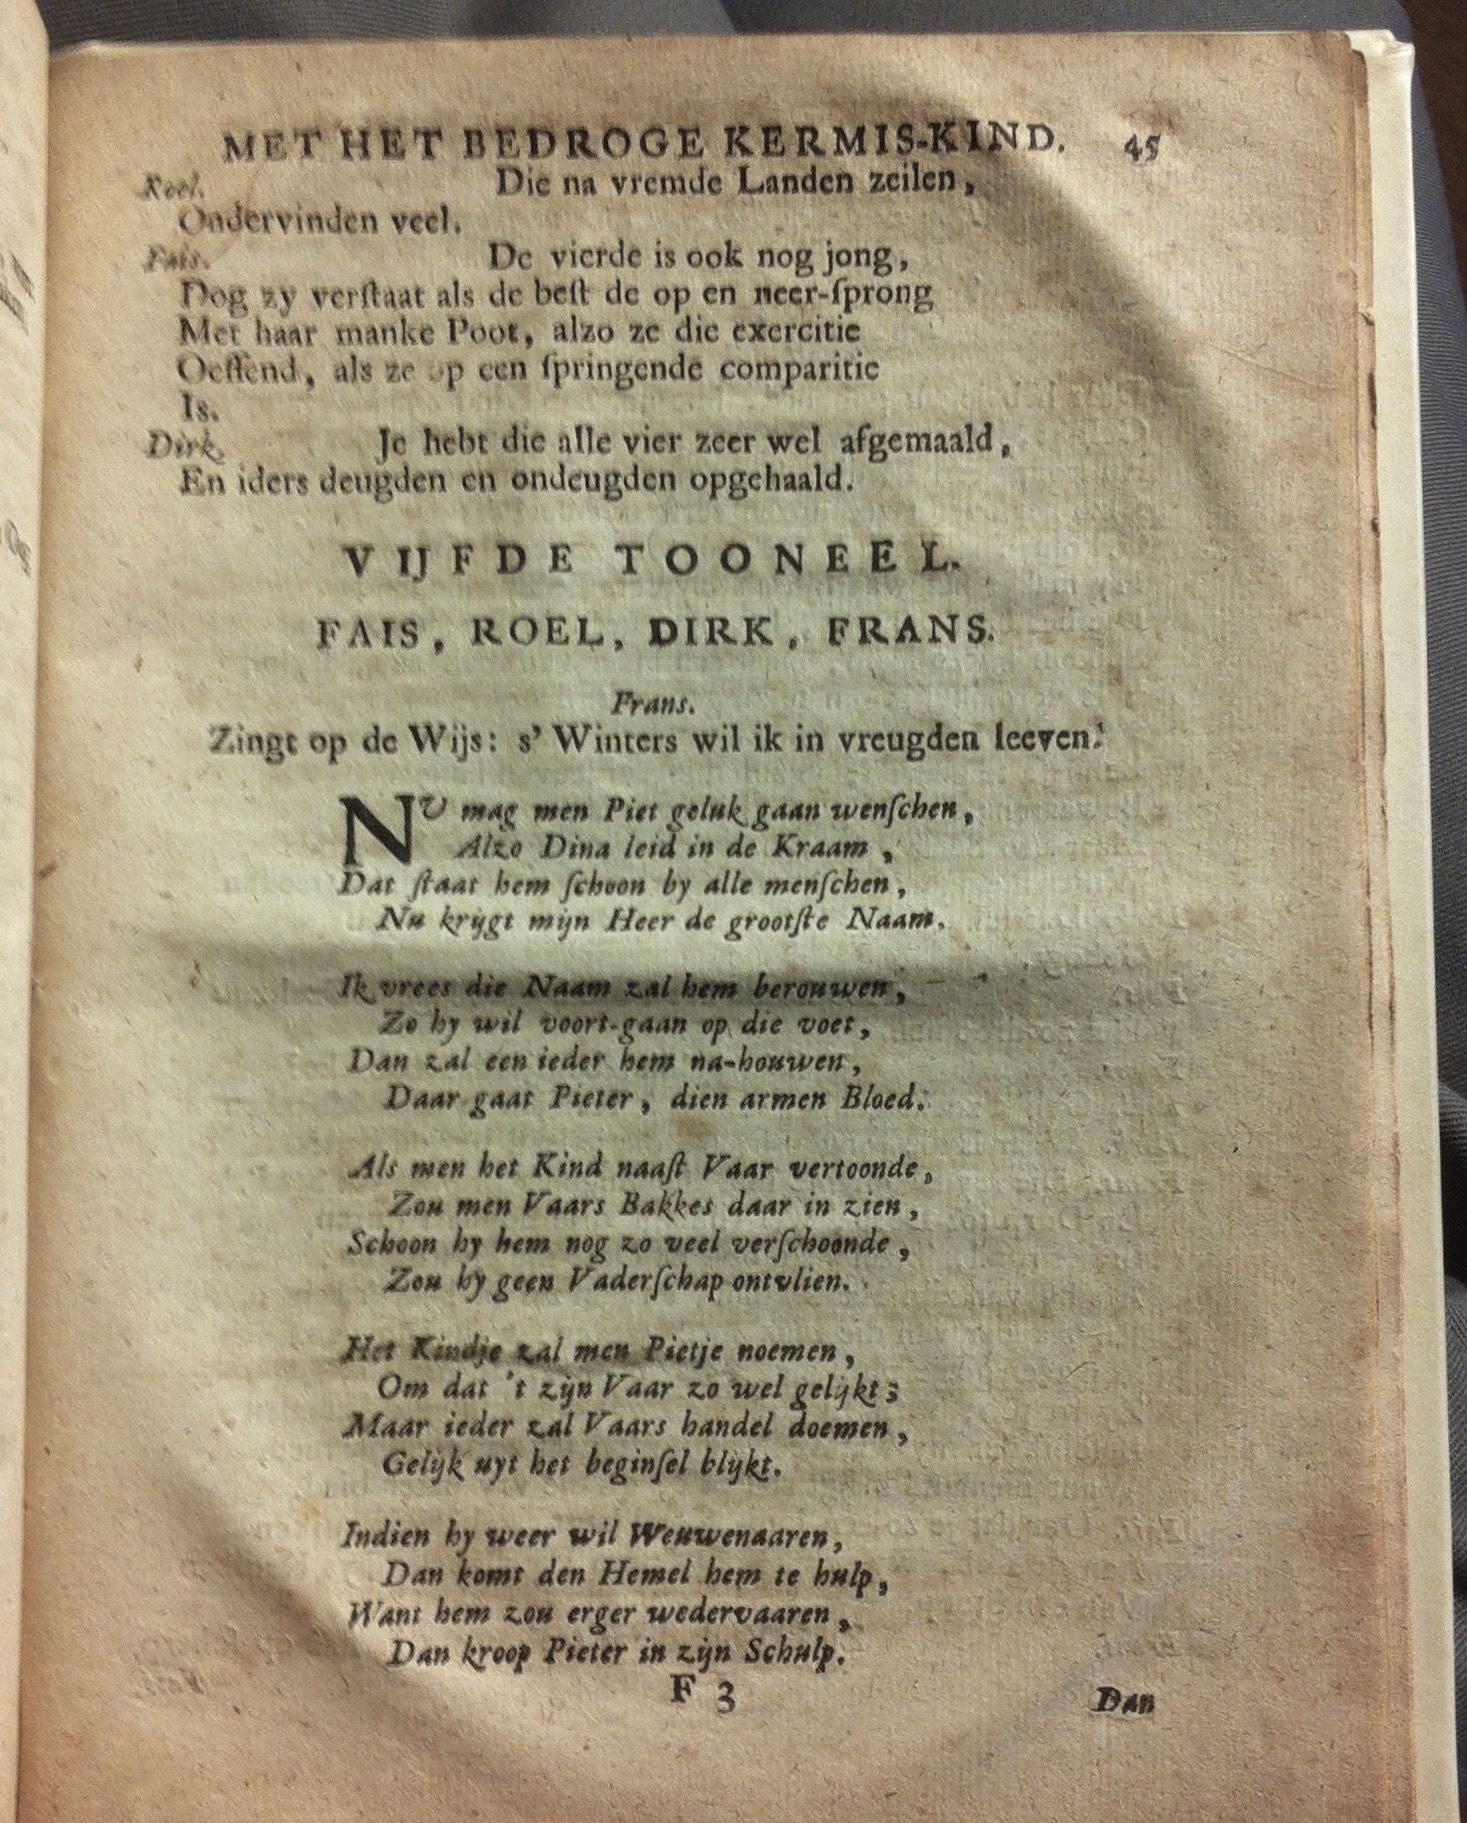 MET HET BEDROGE KERMIS-KIND. 45
Roel. Die na vremde Landen zeilen,
Ondervinden veel.
Fais. De vierde is ook nog jong,
Dog zy verſtaat als de beſt de op en neer-ſprong
Met haar manke Poot, alzo ze die exercitie
Oeffend, als ze op een ſpringende comparitie
Is.
Dirk. Je hebt die alle vier zeer wel afgemaald,
En iders deugden en ondeugden opgehaald.
VIJFDE TOONEEL.
FAIS, ROEL, DIRK, FRANS.
Frans.
Zingt op de Wijs: s' Winters wil ik in vreugden leeven.
NU mag men Piet geluk gaan wenſchen,
Alzo Dina leid in de Kraam,
Dat ſtaat hem ſchoon by alle menſchen,
Nu krijgt mijn Heer de grootſte Naam.
Ik vrees die Naam zal hem berouwen,
Zo hy wil voort-gaan op die voet,
Dan zal een ieder hem na-houwen,
Daar gaat Pieter, dien armen Bloed.
Als men het Kind naaſt Vaar vertoonde,
Zou men Vaars Bakkes daar in zien,
Schoon hy hem nog zo veel verſchoonde,
Zou hy geen Vaderſchap ontvlien.
Het Kindje zal men Pietje noemen,
Om dat 't zijn Vaar zo wel gelijkt;
Maar ieder zal Vaars handel doemen,
Gelijk uyt het beginſel blijkt.
Indien hy weer wil Weuwenaaren,
Dan komt den Hemel hem te hulp,
Want hem zou erger wedervaaren,
Dan kroop Pieter in zijn Schulp.
F 3 Dan